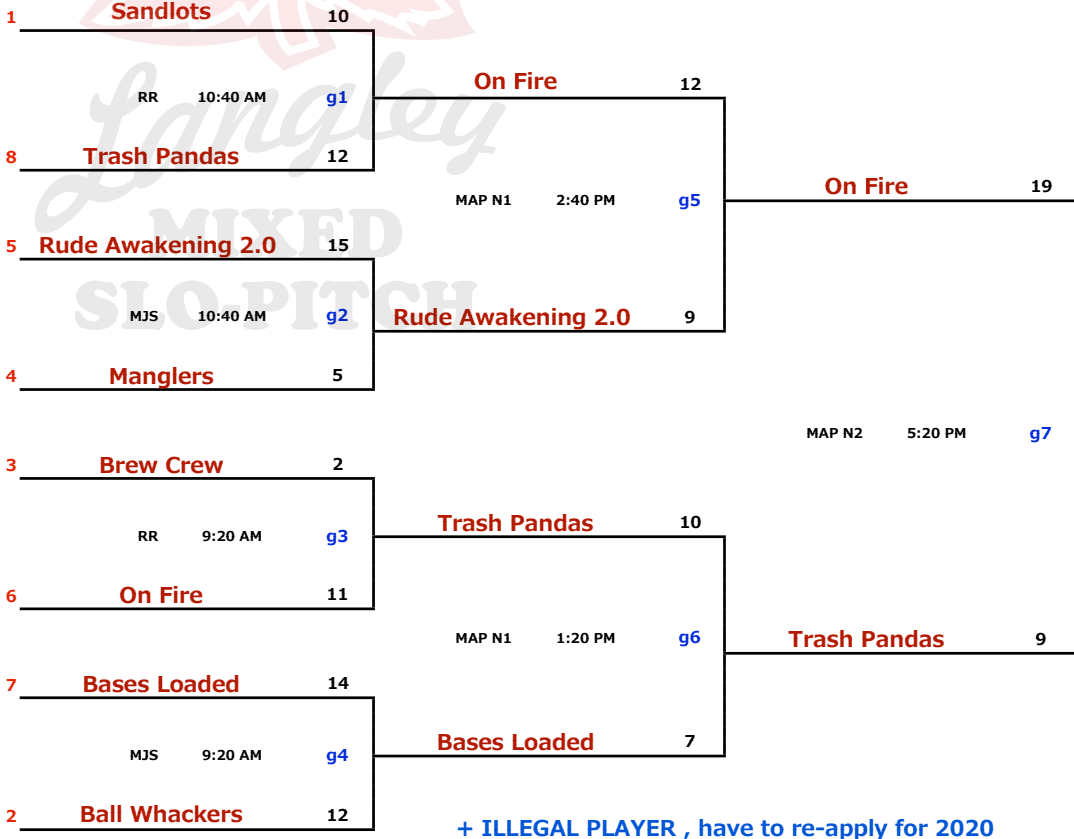 1 Sandlots 10
RR 10:40 AM g1
8 Trash Pandas 12
On Fire 12
MAP N1 2:40 PM g5
On Fire 19
5 Rude Awakening 2.0 15
MJS 10:40 AM g2
4 Manglers 5
Rude Awakening 2.0 9
MAP N2 5:20 PM g7
3 Brew Crew 2
RR 9:20 AM g3
6 On Fire 11
Trash Pandas 10
MAP N1 1:20 PM g6
Trash Pandas 9
7 Bases Loaded 14
MJS 9:20 AM g4
2 Ball Whackers 12
Bases Loaded 7
+ ILLEGAL PLAYER , have to re-apply for 2020
Langley
MIXED
SLO-PITCH